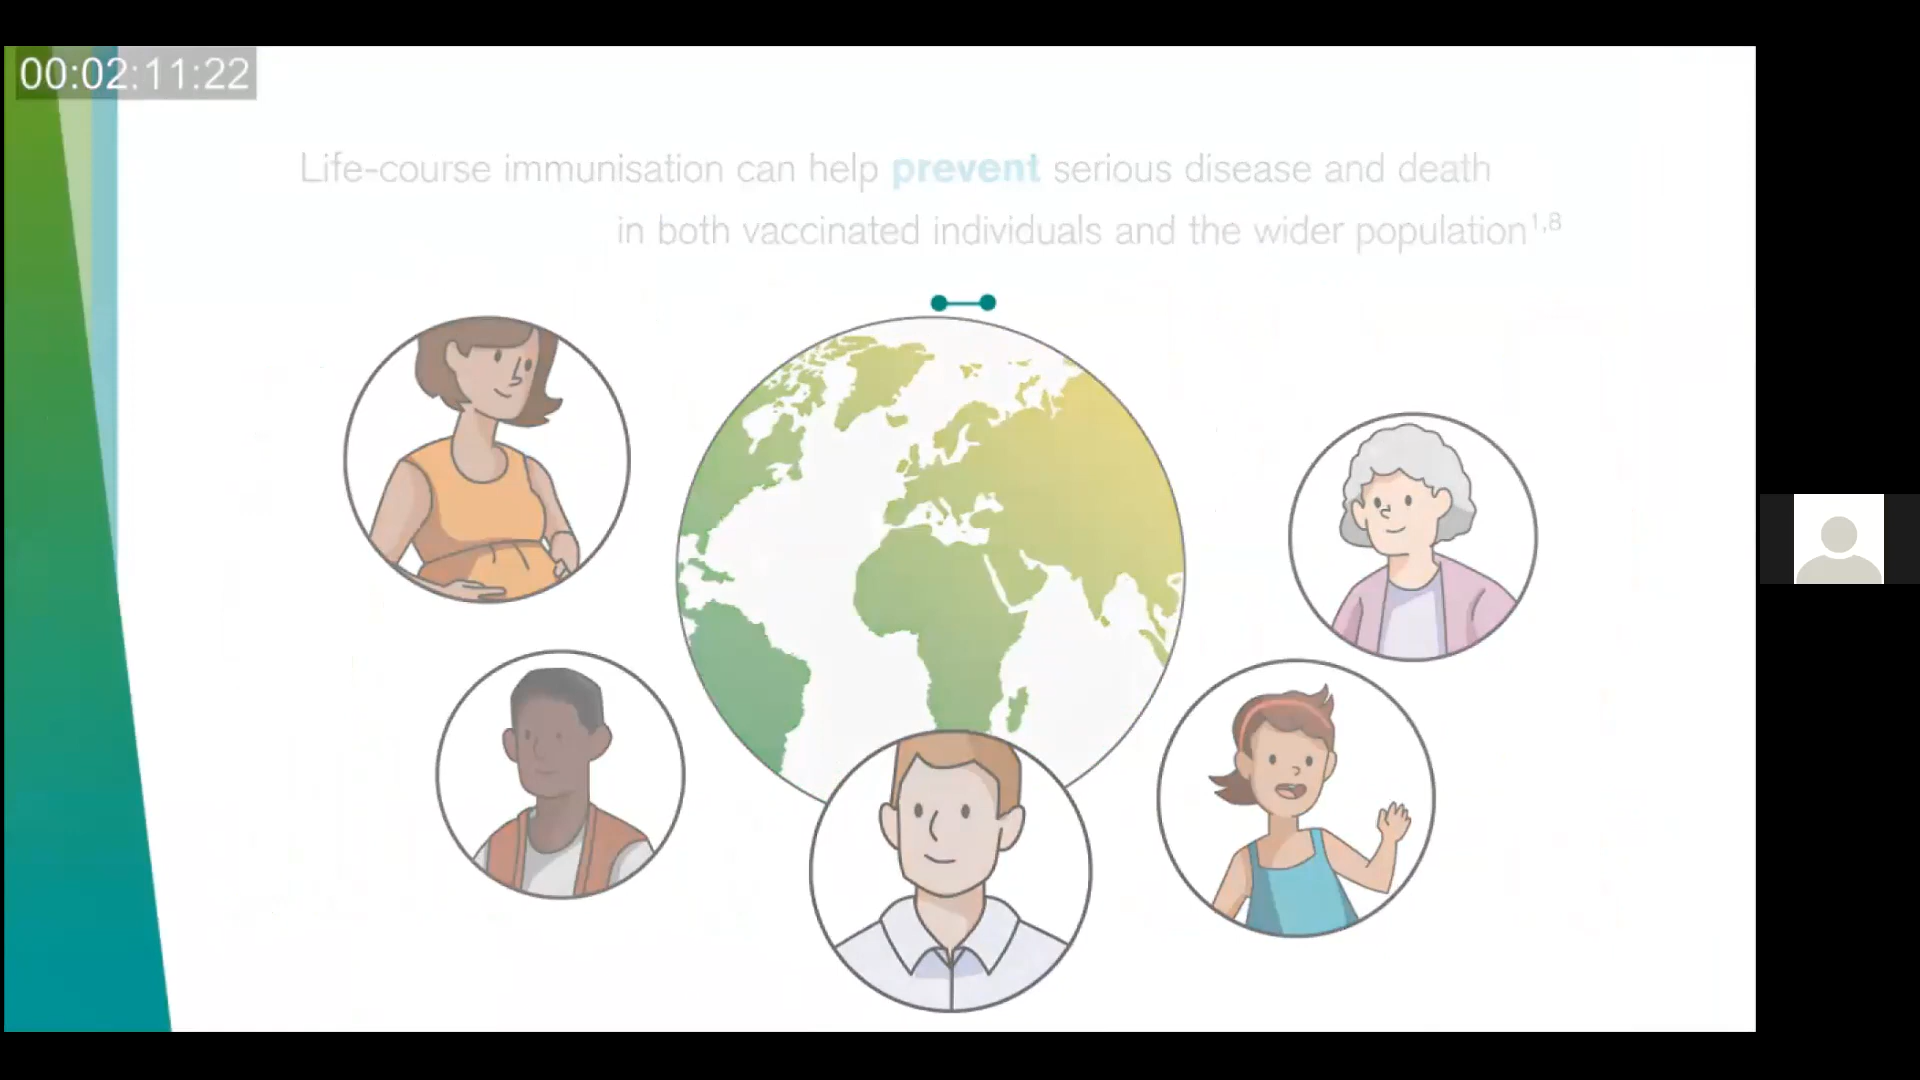 00:02:11:22
Life-course immunisation can help prevent serious disease and death
in both vaccinated individuals and the wider population1,8